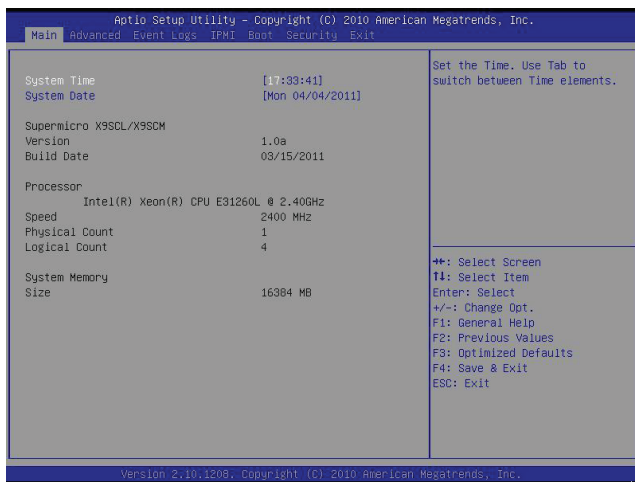 Aptio Setup Utility – Copyright (C) 2010 American Megatrends, Inc.
Main Advanced Event Logs IPMI Boot Security Exit
System Time [17:33:41]
System Date [Mon 04/04/2011]
Supermicro X9SCL/X9SCM
Version 1.0a
Build Date 03/15/2011
Processor
Intel(R) Xeon(R) CPU E31260L @ 2.40GHz
Speed 2400 MHz
Physical Count 1
Logical Count 4
System Memory
Size 16384 MB
Set the Time. Use Tab to
switch between Time elements.
→←: Select Screen
↑↓: Select Item
Enter: Select
+/-: Change Opt.
F1: General Help
F2: Previous Values
F3: Optimized Defaults
F4: Save & Exit
ESC: Exit
Version 2.10.1208. Copyright (C) 2010 American Megatrends, Inc.